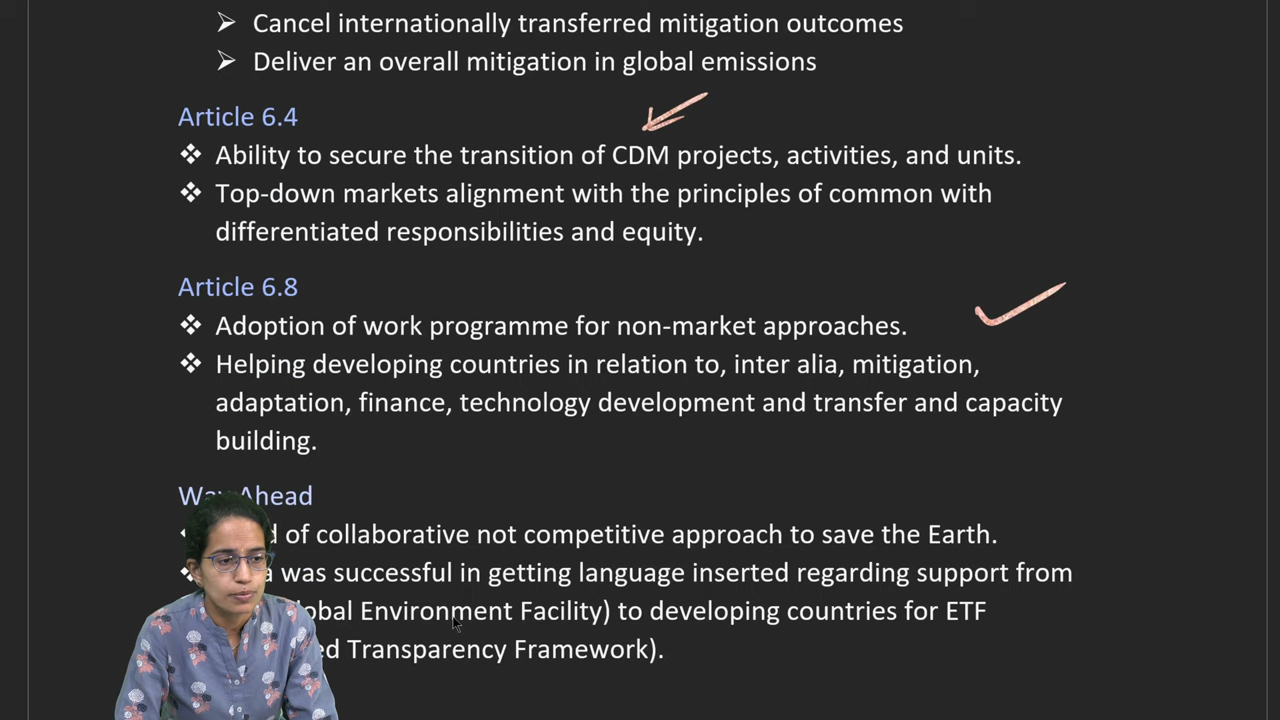 ➢ Cancel internationally transferred mitigation outcomes
➢ Deliver an overall mitigation in global emissions
Article 6.4
❖ Ability to secure the transition of CDM projects, activities, and units.
❖ Top-down markets alignment with the principles of common with
differentiated responsibilities and equity.
Article 6.8
❖ Adoption of work programme for non-market approaches.
❖ Helping developing countries in relation to, inter alia, mitigation,
adaptation, finance, technology development and transfer and capacity
building.
Way Ahead
of collaborative not competitive approach to save the Earth.
was successful in getting language inserted regarding support from
Environment Facility) to developing countries for ETF
Transparency Framework).